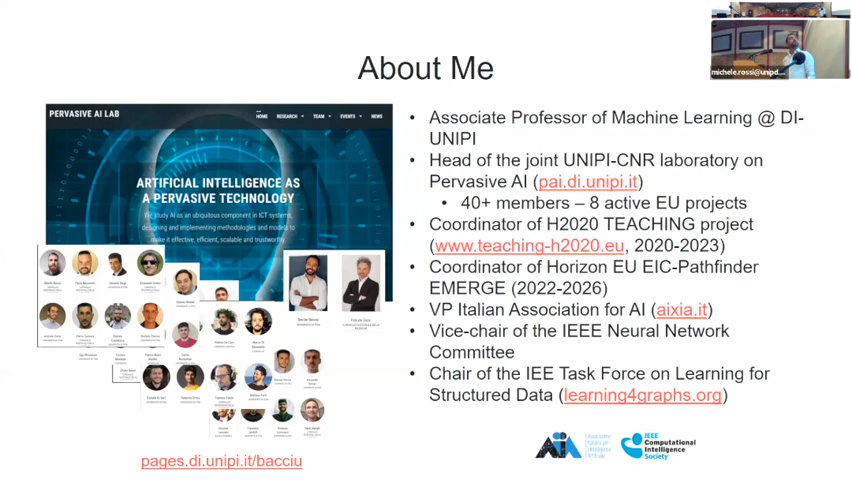 About Me
michele.rossi@unipd....
PERVASIVE AI LAB
HOME
RESEARCH
TEAM
EVENTS
NEWS
ARTIFICIAL INTELLIGENCE AS
A PERVASIVE TECHNOLOGY
We study AI as an ubiquitous component in ICT systems,
designing and implementing methodologies and models to
make it effective, efficient, scalable and trustworthy
• Associate Professor of Machine Learning @ DI-
UNIPI
• Head of the joint UNIPI-CNR laboratory on
Pervasive AI (pai.di.unipi.it)
• 40+ members – 8 active EU projects
• Coordinator of H2020 TEACHING project
(www.teaching-h2020.eu, 2020-2023)
• Coordinator of Horizon EU EIC-Pathfinder
EMERGE (2022-2026)
• VP Italian Association for AI (aixia.it)
• Vice-chair of the IEEE Neural Network
Committee
• Chair of the IEE Task Force on Learning for
Structured Data (learning4graphs.org)
IEEE
Computational
Intelligence
Society
pages.di.unipi.it/bacciu